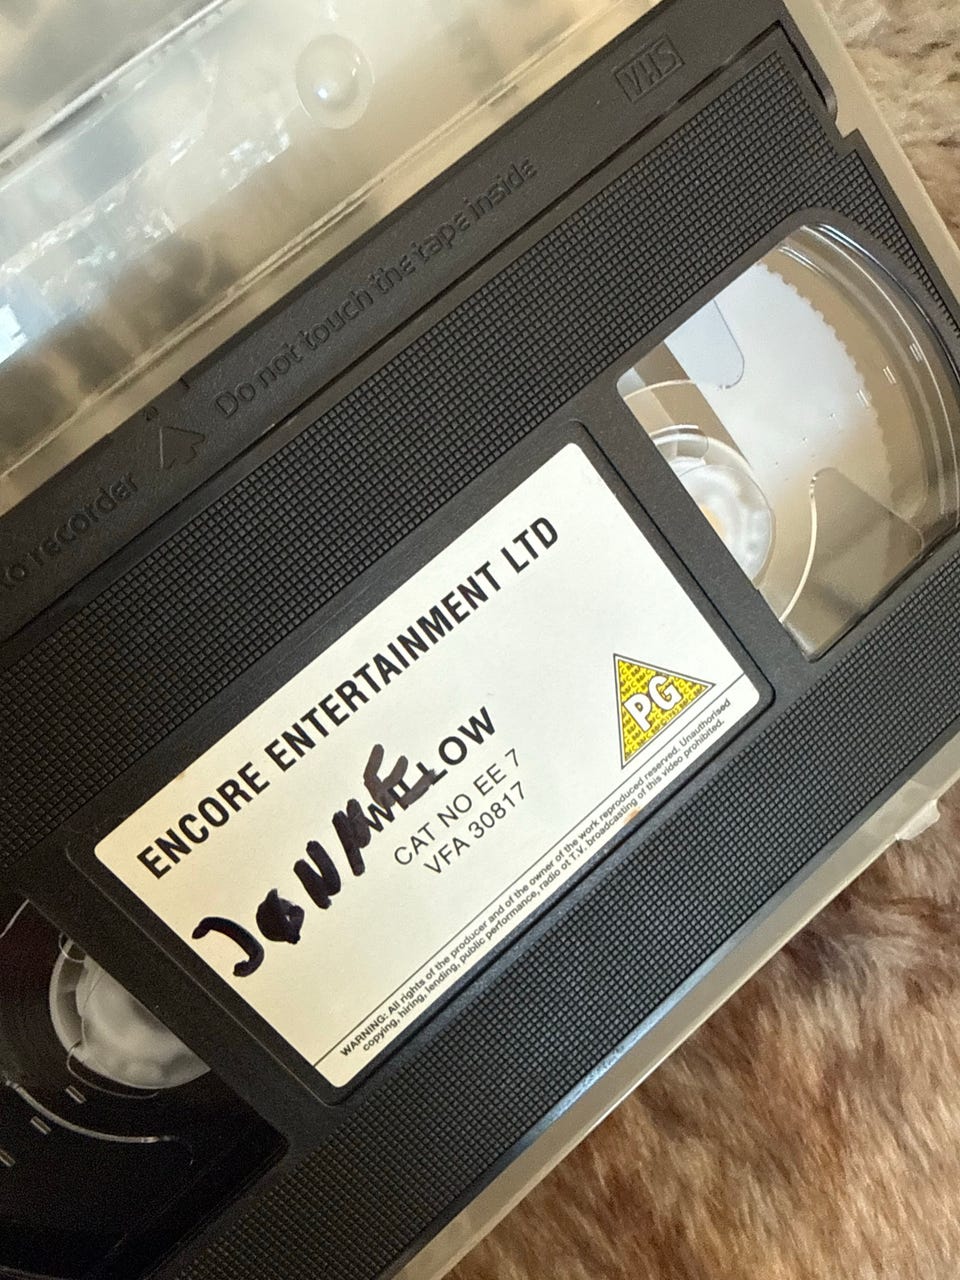 VHS
Do not touch the tape inside
to recorder
ENCORE ENTERTAINMENT LTD
WILLOW
CAT NO EE 7
VFA 30817
PG
WARNING: All rights of the producer and of the owner of the work reproduced reserved. Unauthorised
copying, hiring, lending, public performance, radio ot T.V. broadcasting of this video prohibited.